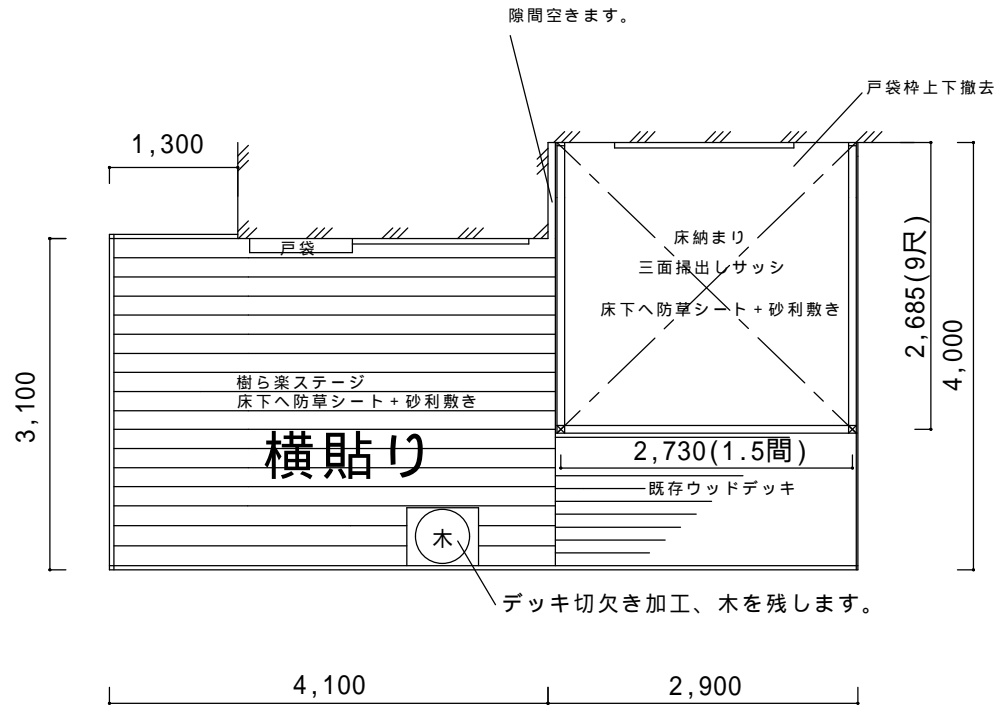 隙間空きます。
戸袋枠上下撤去
1,300
床納まり
戸袋
三面掃出しサッシ
床下へ防草シート+砂利敷き
2,685(9尺)
4,000
3,100
樹ら楽ステージ
床下へ防草シート+砂利敷き
横貼り
2,730(1.5間)
既存ウッドデッキ
木
デッキ切欠き加工、木を残します。
4,100
2,900